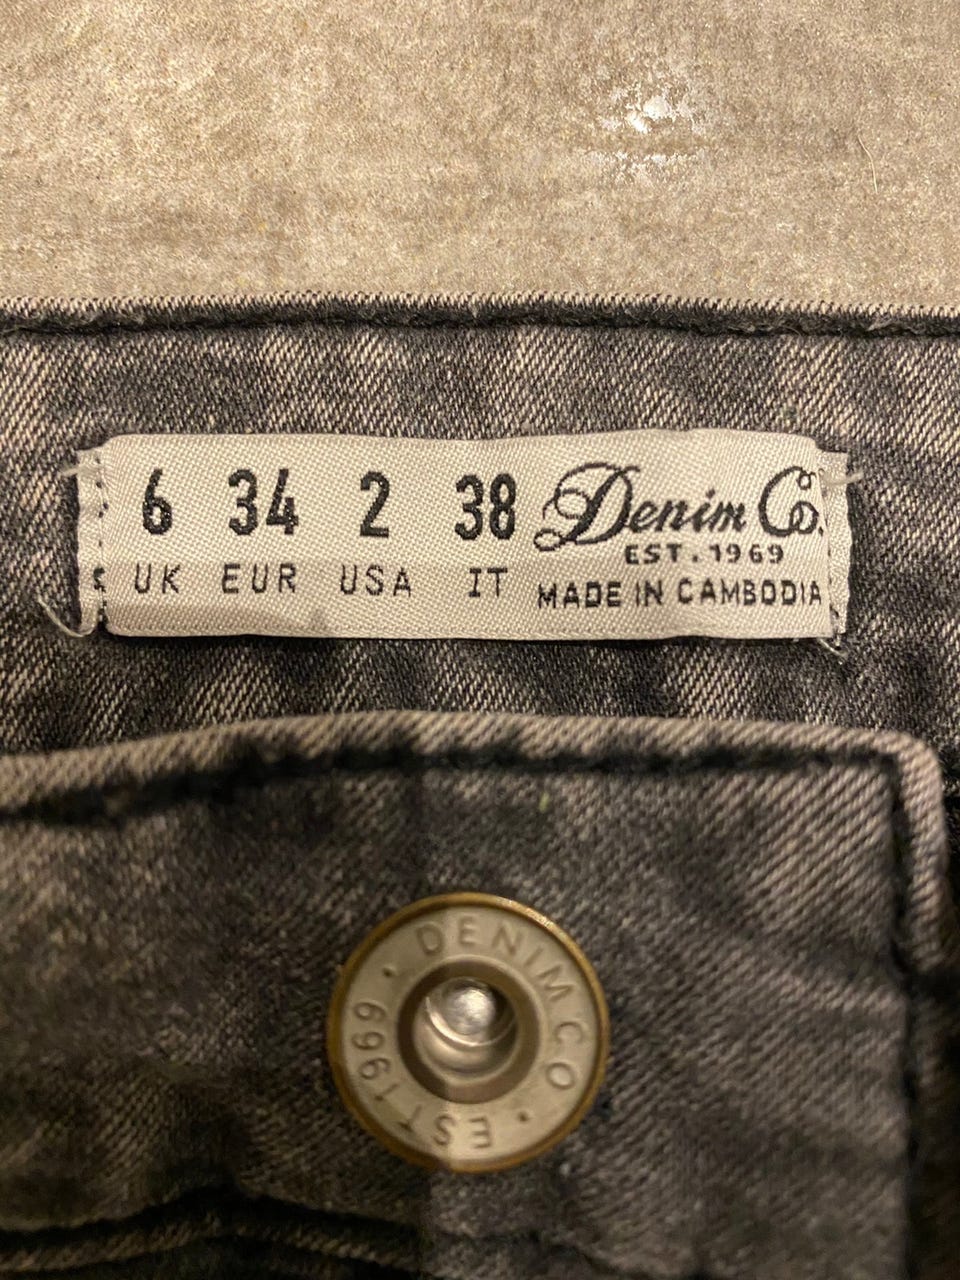 6 34 2 38 Denim Co.
EST. 1969
UK EUR USA IT MADE IN CAMBODIA
• DENIM CO • EST 1969